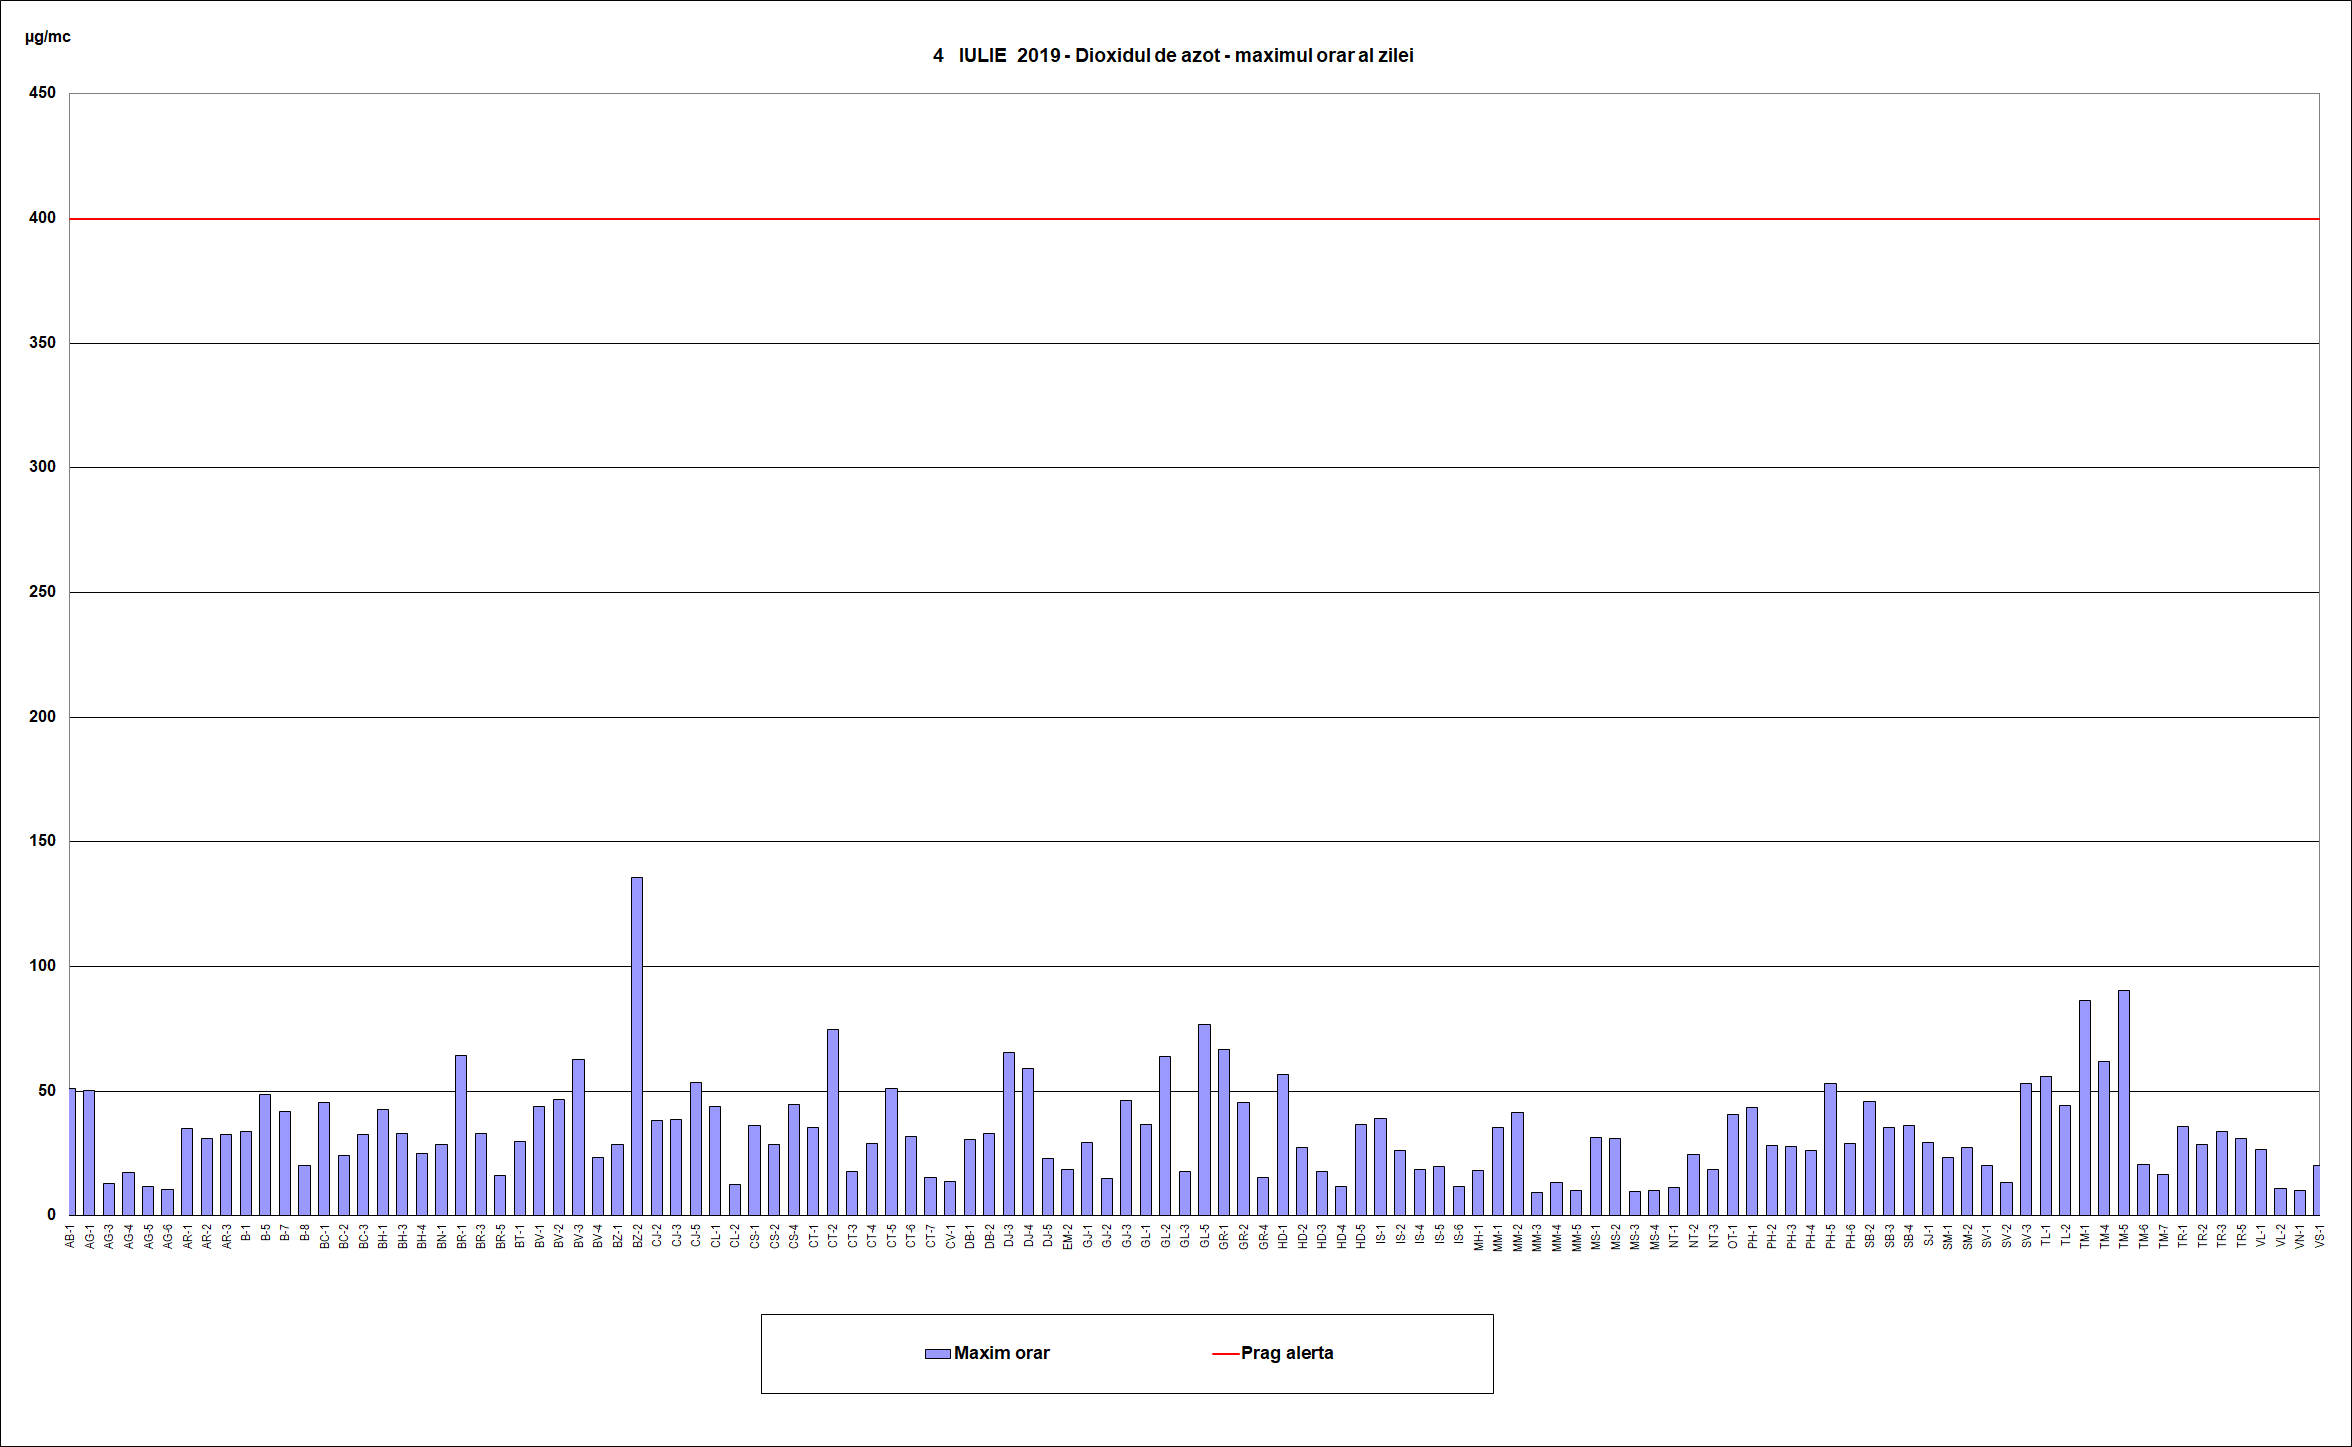 µg/mc
4 IULIE 2019 - Dioxidul de azot - maximul orar al zilei
450
400
350
300
250
200
150
100
50
0
AB-1 AG-1 AG-3 AG-4 AG-5 AG-6 AR-1 AR-2 AR-3 B-1 B-5 B-7 B-8 BC-1 BC-2 BC-3 BH-1 BH-3 BH-4 BN-1 BR-1 BR-3 BR-5 BT-1 BV-1 BV-2 BV-3 BV-4 BZ-1 BZ-2 CJ-2 CJ-3 CJ-5 CL-1 CL-2 CS-1 CS-2 CS-4 CT-1 CT-2 CT-3 CT-4 CT-5 CT-6 CT-7 CV-1 DB-1 DB-2 DJ-3 DJ-4 DJ-5 EM-2 GJ-1 GJ-2 GJ-3 GL-1 GL-2 GL-3 GL-5 GR-1 GR-2 GR-4 HD-1 HD-2 HD-3 HD-4 HD-5 IS-1 IS-2 IS-4 IS-5 IS-6 MH-1 MM-1 MM-2 MM-3 MM-4 MM-5 MS-1 MS-2 MS-3 MS-4 NT-1 NT-2 NT-3 OT-1 PH-1 PH-2 PH-3 PH-4 PH-5 PH-6 SB-2 SB-3 SB-4 SJ-1 SM-1 SM-2 SV-1 SV-2 SV-3 TL-1 TL-2 TM-1 TM-4 TM-5 TM-6 TM-7 TR-1 TR-2 TR-3 TR-5 VL-1 VL-2 VN-1 VS-1
Maxim orar Prag alerta